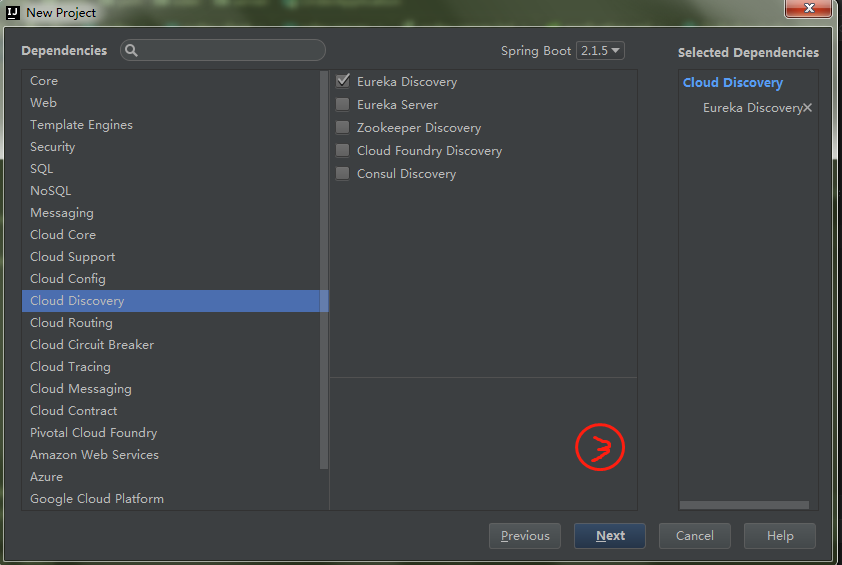 New Project
Dependencies
Spring Boot 2.1.5
Selected Dependencies
Core
Web
Template Engines
Security
SQL
NoSQL
Messaging
Cloud Core
Cloud Support
Cloud Config
Cloud Discovery
Cloud Routing
Cloud Circuit Breaker
Cloud Tracing
Cloud Messaging
Cloud Contract
Pivotal Cloud Foundry
Amazon Web Services
Azure
Google Cloud Platform
Eureka Discovery
Eureka Server
Zookeeper Discovery
Cloud Foundry Discovery
Consul Discovery
Cloud Discovery
Eureka Discovery
3
Previous
Next
Cancel
Help